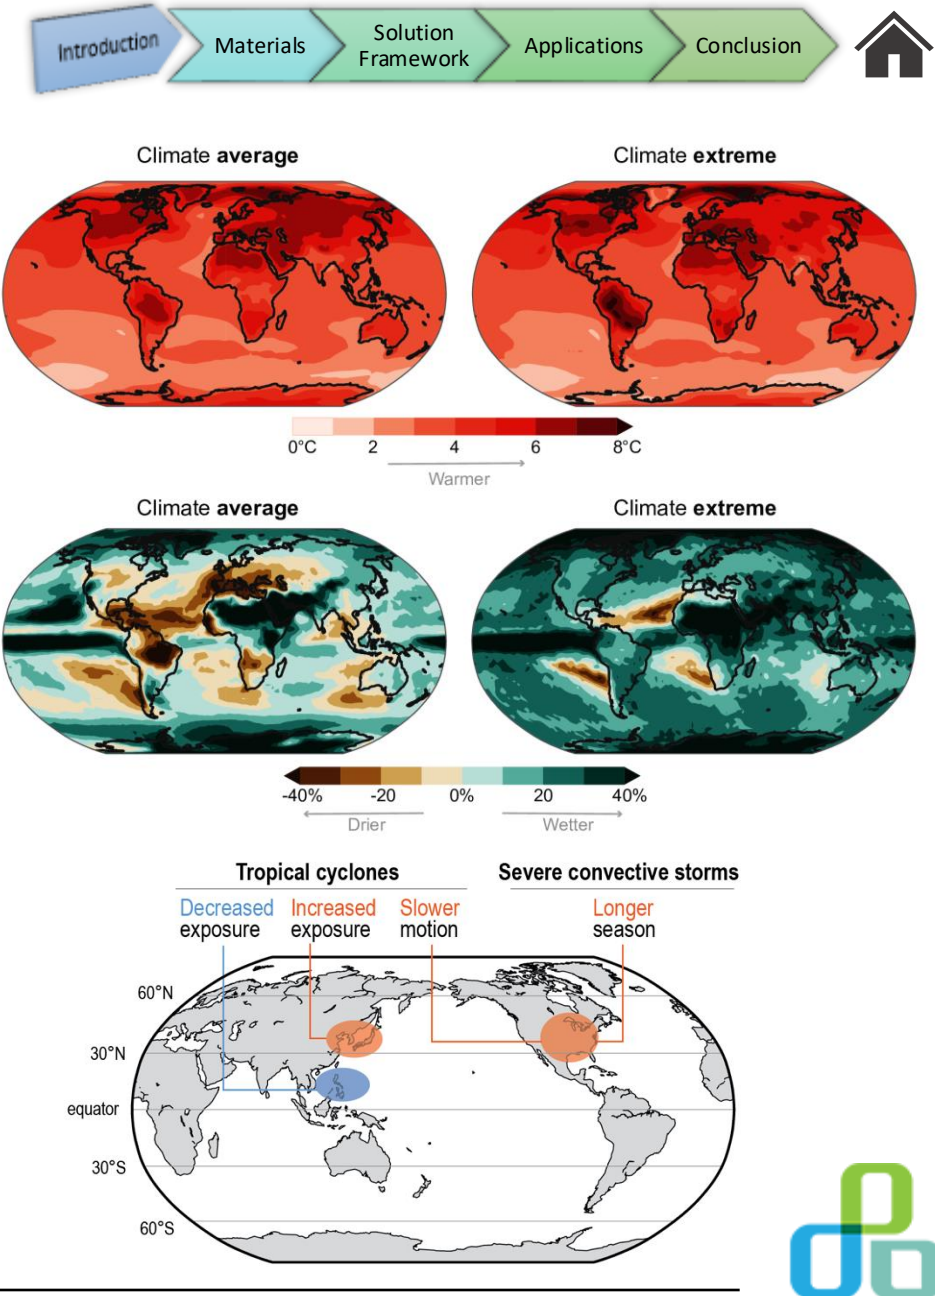 Introduction
Materials
Solution
Framework
Applications
Conclusion
Climate average
Climate extreme
0°C 2 4 6 8°C
Warmer
Climate average
Climate extreme
-40% -20 0% 20 40%
Drier
Wetter
Tropical cyclones
Severe convective storms
Decreased
exposure
Increased
exposure
Slower
motion
Longer
season
60°N
30°N
equator
30°S
60°S